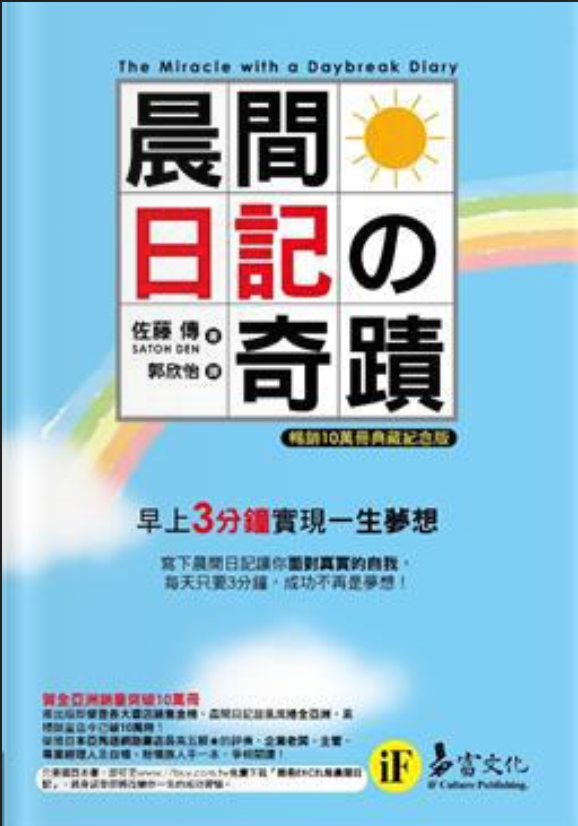 The Miracle with a Daybreak Diary
晨間
日記の
奇蹟
佐藤 傳 著
SATOH DEN
郭欣怡 譯
暢銷10萬冊典藏紀念版
早上3分鐘實現一生夢想
寫下晨間日記讓你面對真實的自我，
每天只要3分鐘，成功不再是夢想！
賀全亞洲銷量突破10萬冊
iF 易富文化
iF Culture Publishing.